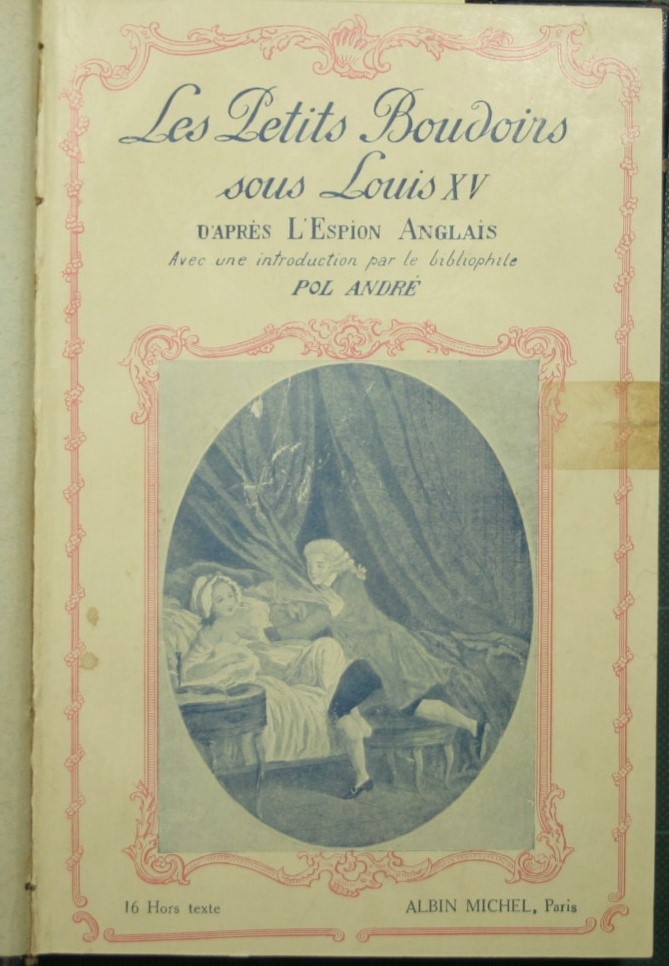 Les Petits Boudoirs
sous Louis XV
D'APRÈS L'ESPION ANGLAIS
Avec une introduction par le bibliophile
POL ANDRÉ
16 Hors texte
ALBIN MICHEL, Paris